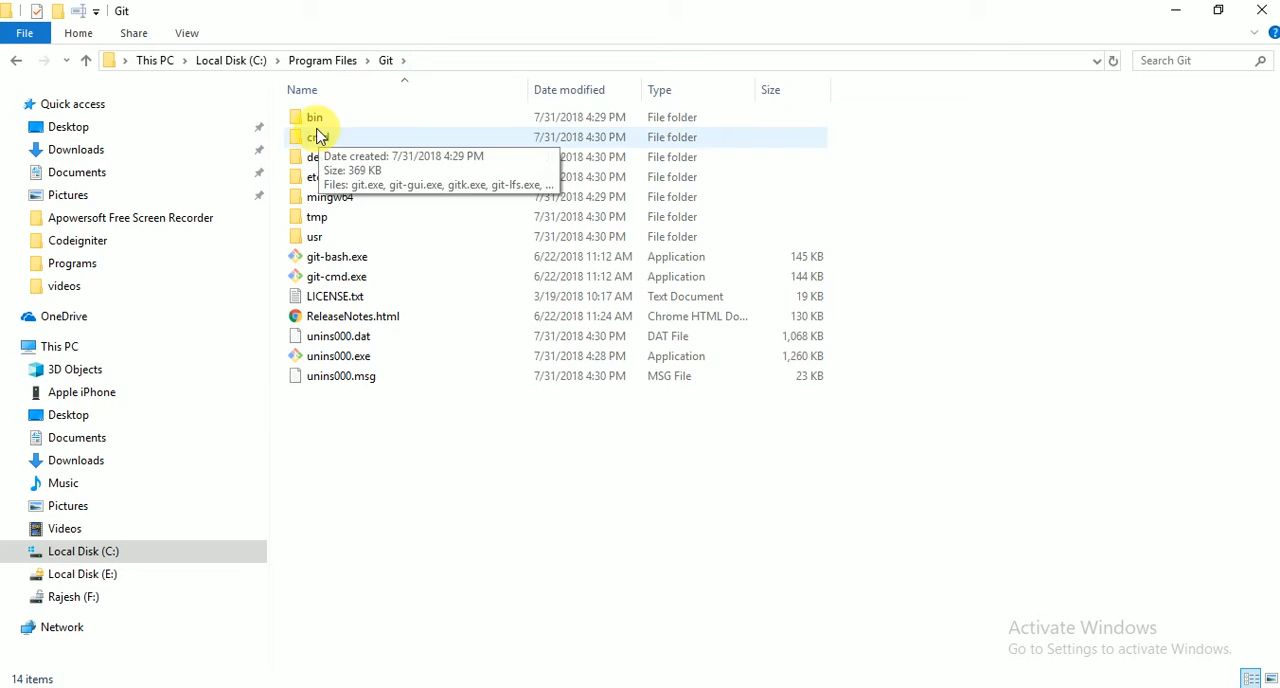 Git
File Home Share View
This PC > Local Disk (C:) > Program Files > Git >
Search Git
Name Date modified Type Size
Quick access
Desktop
Downloads
Documents
Pictures
Apowersoft Free Screen Recorder
Codeigniter
Programs
videos
OneDrive
This PC
3D Objects
Apple iPhone
Desktop
Documents
Downloads
Music
Pictures
Videos
Local Disk (C:)
Local Disk (E:)
Rajesh (F:)
Network
bin 7/31/2018 4:29 PM File folder
7/31/2018 4:30 PM File folder
Date created: 7/31/2018 4:29 PM
Size: 369 KB
Files: git.exe, git-gui.exe, gitk.exe, git-lfs.exe, ...
2018 4:30 PM File folder
2018 4:30 PM File folder
mingw64 7/31/2018 4:29 PM File folder
tmp 7/31/2018 4:30 PM File folder
usr 7/31/2018 4:30 PM File folder
git-bash.exe 6/22/2018 11:12 AM Application 145 KB
git-cmd.exe 6/22/2018 11:12 AM Application 144 KB
LICENSE.txt 3/19/2018 10:17 AM Text Document 19 KB
ReleaseNotes.html 6/22/2018 11:24 AM Chrome HTML Do... 130 KB
unins000.dat 7/31/2018 4:30 PM DAT File 1,068 KB
unins000.exe 7/31/2018 4:28 PM Application 1,260 KB
unins000.msg 7/31/2018 4:30 PM MSG File 23 KB
Activate Windows
Go to Settings to activate Windows.
14 items